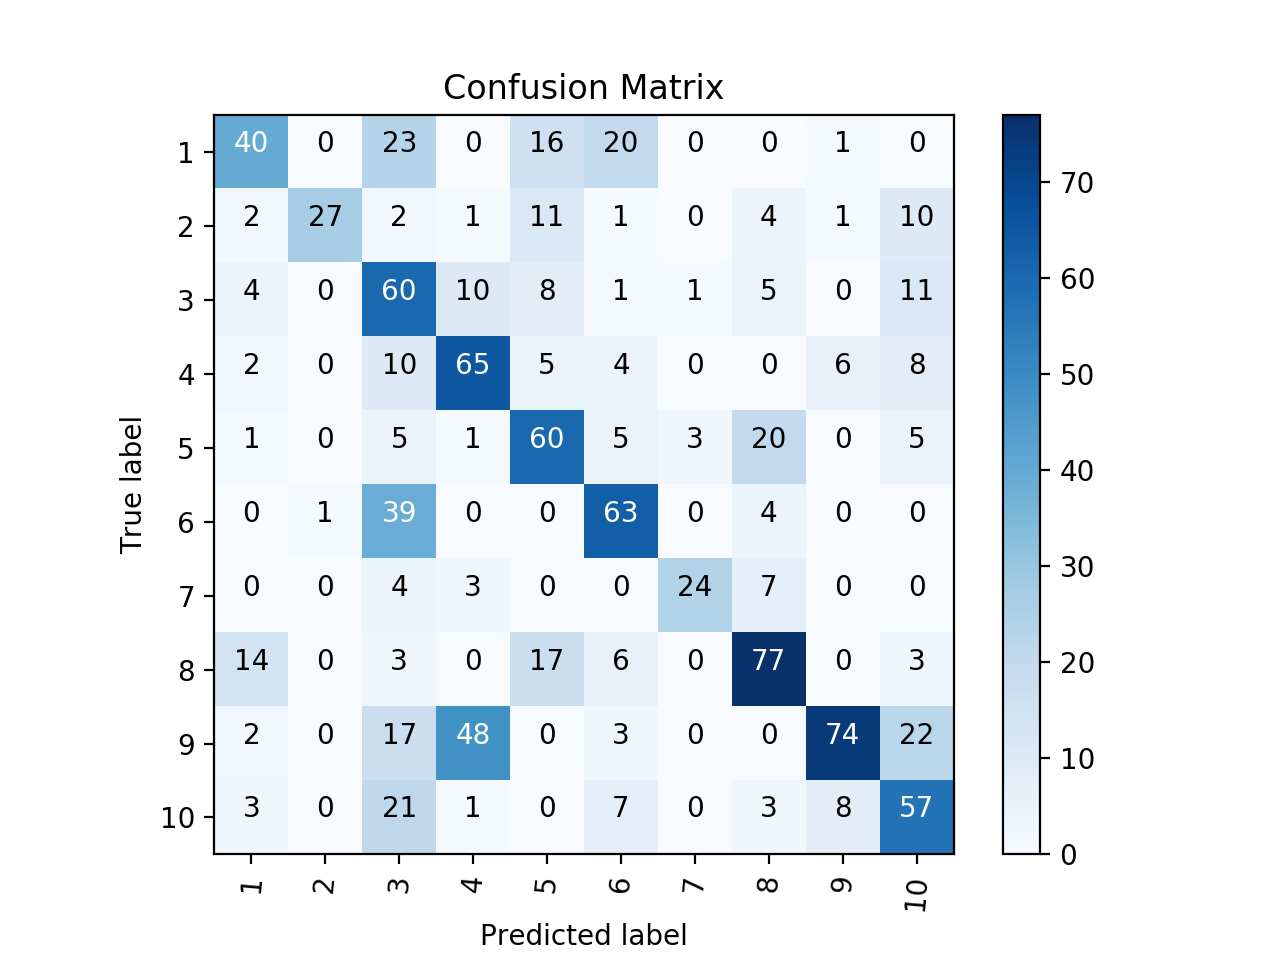 Confusion Matrix
1 40 0 23 0 16 20 0 0 1 0
2 2 27 2 1 11 1 0 4 1 10
3 4 0 60 10 8 1 1 5 0 11
4 2 0 10 65 5 4 0 0 6 8
5 1 0 5 1 60 5 3 20 0 5
6 0 1 39 0 0 63 0 4 0 0
7 0 0 4 3 0 0 24 7 0 0
8 14 0 3 0 17 6 0 77 0 3
9 2 0 17 48 0 3 0 0 74 22
10 3 0 21 1 0 7 0 3 8 57
1 2 3 4 5 6 7 8 9 10
True label
Predicted label
70
60
50
40
30
20
10
0